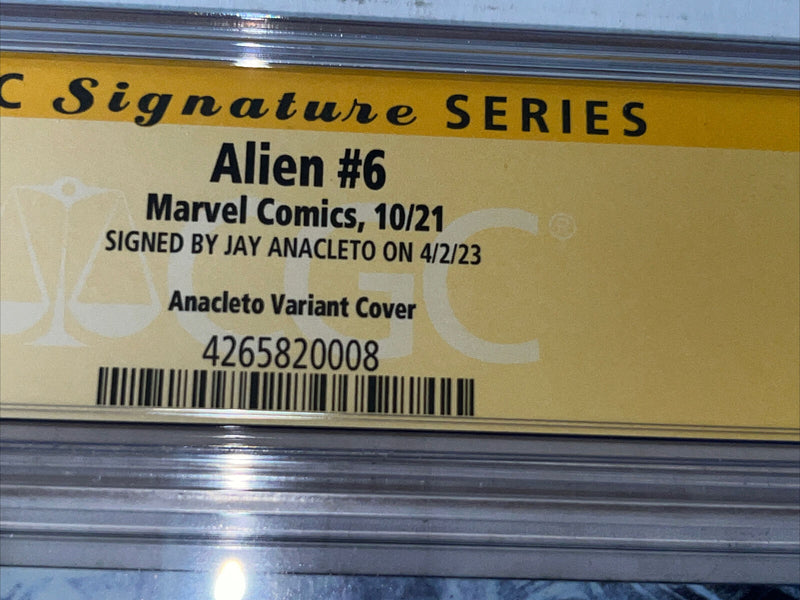 C Signature SERIES
Alien #6
Marvel Comics, 10/21
SIGNED BY JAY ANACLETO ON 4/2/23
Anacleto Variant Cover
4265820008
CGC®